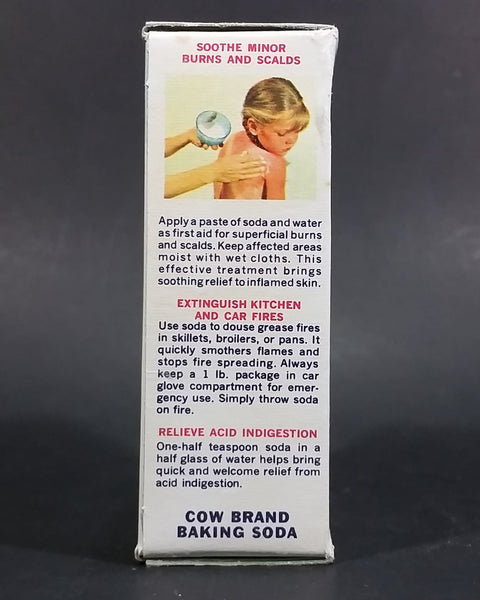 SOOTHE MINOR
BURNS AND SCALDS
Apply a paste of soda and water
as first aid for superficial burns
and scalds. Keep affected areas
moist with wet cloths. This
effective treatment brings
soothing relief to inflamed skin.
EXTINGUISH KITCHEN
AND CAR FIRES
Use soda to douse grease fires
in skillets, broilers, or pans. It
quickly smothers flames and
stops fire spreading. Always
keep a 1 lb. package in car
glove compartment for emer-
gency use. Simply throw soda
on fire.
RELIEVE ACID INDIGESTION
One-half teaspoon soda in a
half glass of water helps bring
quick and welcome relief from
acid indigestion.
COW BRAND
BAKING SODA